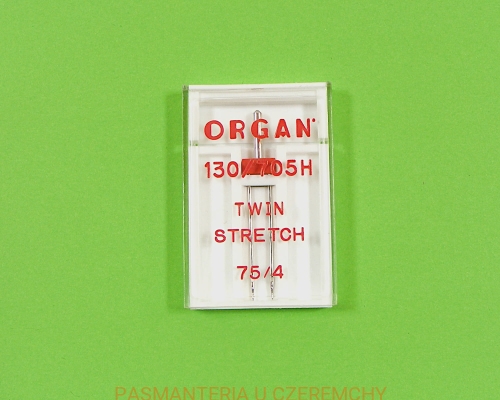 ORGAN
130/705H
TWIN
STRETCH
75/4
PASMANTERIA U CZEREMCHY